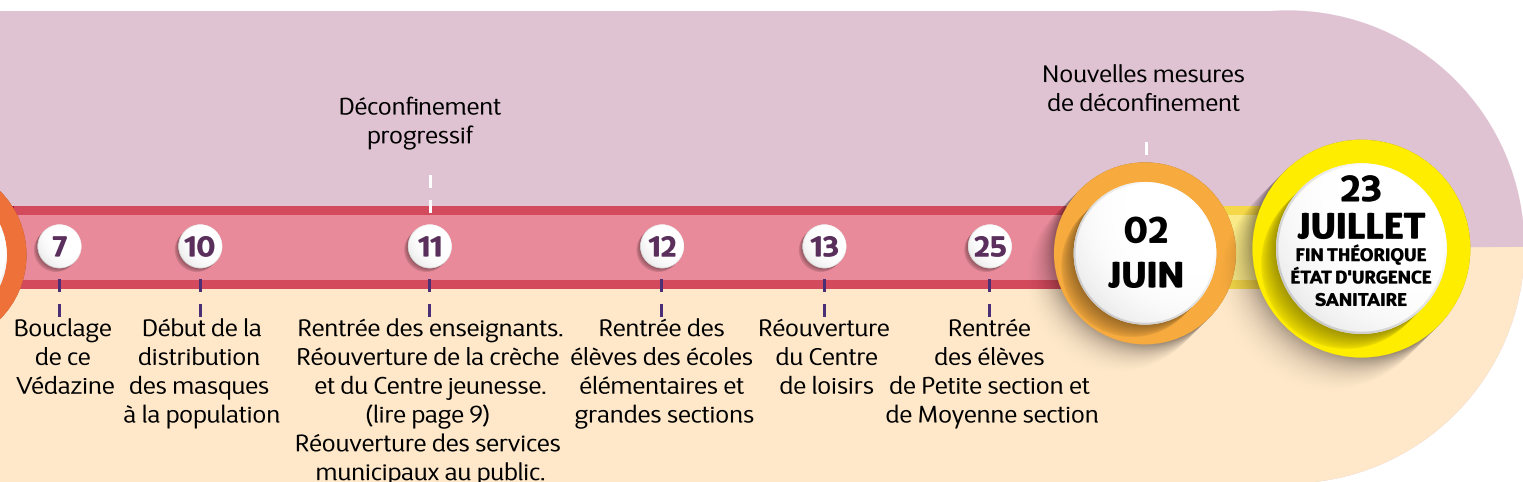 Déconfinement
progressif
Nouvelles mesures
de déconfinement
7
10
11
12
13
25
02
JUIN
23
JUILLET
FIN THÉORIQUE
ÉTAT D'URGENCE
SANITAIRE
Bouclage
de ce
Védazine
Début de la
distribution
des masques
à la population
Rentrée des enseignants.
Réouverture de la crèche
et du Centre jeunesse.
(lire page 9)
Réouverture des services
municipaux au public.
Rentrée des
élèves des écoles
élémentaires et
grandes sections
Réouverture
du Centre
de loisirs
Rentrée
des élèves
de Petite section et
de Moyenne section